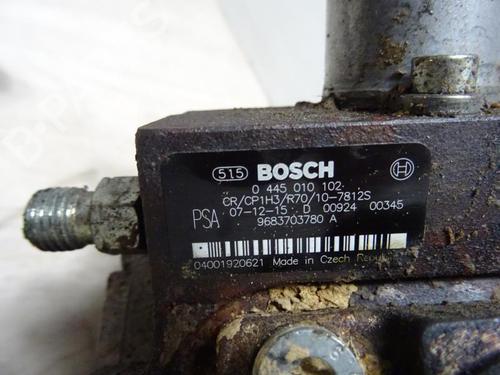 515 BOSCH
0 445 010 102
CR/CP1H3/R70/10-7812S
PSA 07-12-15 D 00924 00345
9683703780 A
04001920621 Made in Czech Republic